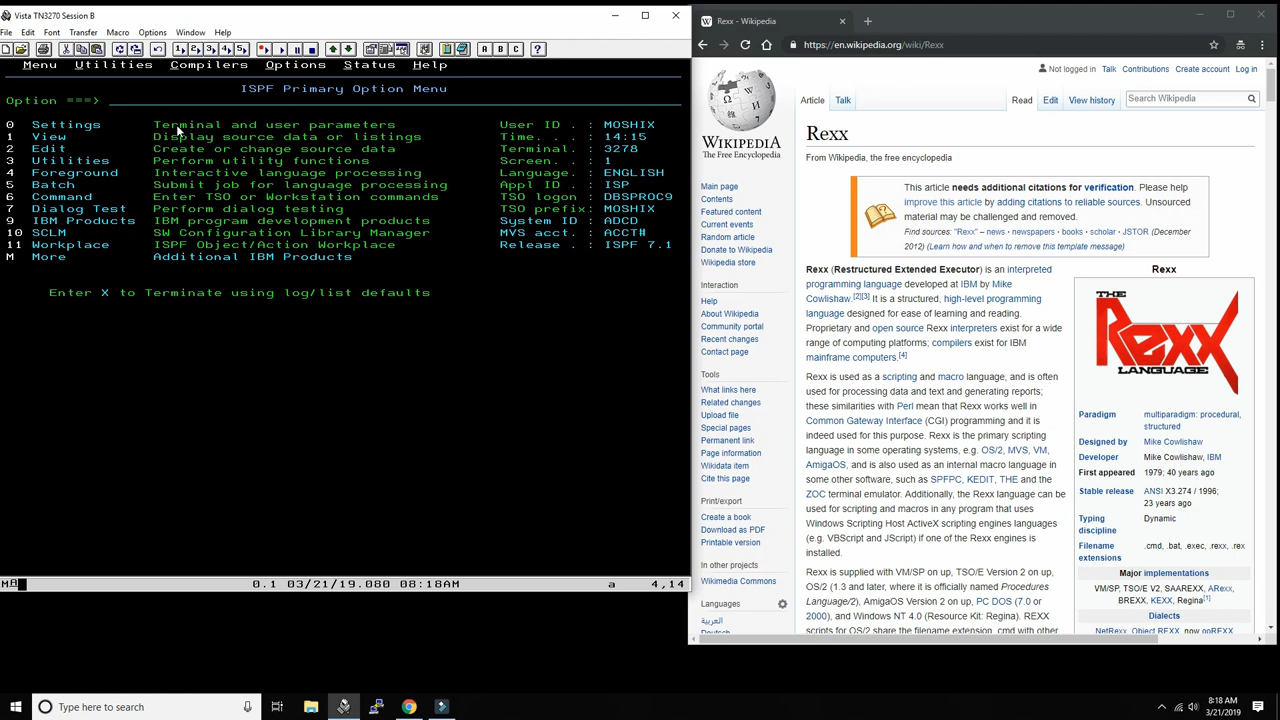 Vista TN3270 Session B
File Edit Font Transfer Macro Options Window Help
1. 2. 3. 4. 5. A B C ?
Menu Utilities Compilers Options Status Help
ISPF Primary Option Menu
Option ===>
0 Settings Terminal and user parameters User ID . : MOSHIX
1 View Display source data or listings Time. . . : 14:15
2 Edit Create or change source data Terminal. : 3278
3 Utilities Perform utility functions Screen. . : 1
4 Foreground Interactive language processing Language. : ENGLISH
5 Batch Submit job for language processing Appl ID . : ISP
6 Command Enter TSO or Workstation commands TSO logon : DBSPROC9
7 Dialog Test Perform dialog testing TSO prefix: MOSHIX
9 IBM Products IBM program development products System ID : ADCD
10 SCLM SW Configuration Library Manager MVS acct. : ACCT#
11 Workplace ISPF Object/Action Workplace Release . : ISPF 7.1
M More Additional IBM Products
Enter X to Terminate using log/list defaults
0.1 03/21/19.080 08:18AM a 4,14
Rexx - Wikipedia
https://en.wikipedia.org/wiki/Rexx
WIKIPEDIA
The Free Encyclopedia
Main page
Contents
Featured content
Current events
Random article
Donate to Wikipedia
Wikipedia store
Interaction
Help
About Wikipedia
Community portal
Recent changes
Contact page
Tools
What links here
Related changes
Upload file
Special pages
Permanent link
Page information
Wikidata item
Cite this page
Print/export
Create a book
Download as PDF
Printable version
In other projects
Wikimedia Commons
Languages
العربية
Deutsch
Not logged in Talk Contributions Create account Log in
Article Talk Read Edit View history Search Wikipedia
Rexx
From Wikipedia, the free encyclopedia
This article needs additional citations for verification. Please help
improve this article by adding citations to reliable sources. Unsourced
material may be challenged and removed.
Find sources: "Rexx" – news · newspapers · books · scholar · JSTOR (December
2012) (Learn how and when to remove this template message)
Rexx (Restructured Extended Executor) is an interpreted
programming language developed at IBM by Mike
Cowlishaw.[2][3] It is a structured, high-level programming
language designed for ease of learning and reading.
Proprietary and open source Rexx interpreters exist for a wide
range of computing platforms; compilers exist for IBM
mainframe computers.[4]
Rexx is used as a scripting and macro language, and is often
used for processing data and text and generating reports;
these similarities with Perl mean that Rexx works well in
Common Gateway Interface (CGI) programming and it is
indeed used for this purpose. Rexx is the primary scripting
language in some operating systems, e.g. OS/2, MVS, VM,
AmigaOS, and is also used as an internal macro language in
some other software, such as SPFPC, KEDIT, THE and the
ZOC terminal emulator. Additionally, the Rexx language can be
used for scripting and macros in any program that uses
Windows Scripting Host ActiveX scripting engines languages
(e.g. VBScript and JScript) if one of the Rexx engines is
installed.
Rexx is supplied with VM/SP on up, TSO/E Version 2 on up,
OS/2 (1.3 and later, where it is officially named Procedures
Language/2), AmigaOS Version 2 on up, PC DOS (7.0 or
2000), and Windows NT 4.0 (Resource Kit: Regina). REXX
scripts for OS/2 share the filename extension .cmd with other
Rexx
THE
REXX
LANGUAGE
Paradigm multiparadigm: procedural,
structured
Designed by Mike Cowlishaw
Developer Mike Cowlishaw, IBM
First appeared 1979; 40 years ago
Stable release ANSI X3.274 / 1996;
23 years ago
Typing discipline Dynamic
Filename extensions .cmd, .bat, .exec, .rexx, .rex
Major implementations
VM/SP, TSO/E V2, SAAREXX, ARexx,
BREXX, KEXX, Regina[1]
Dialects
NetRexx, Object REXX, now ooREXX
Type here to search
8:18 AM
3/21/2019